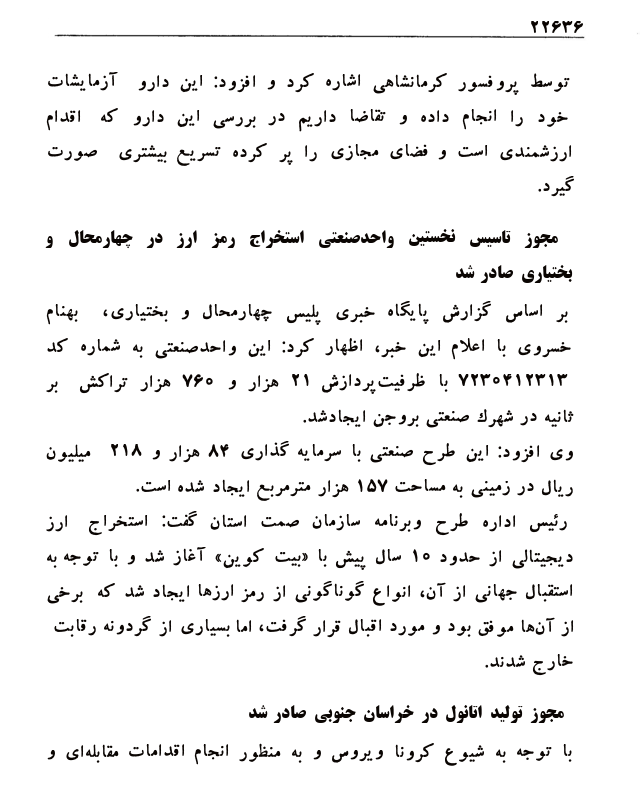 ۲۲۶۳۶
توسط پروفسور کرمانشاهی اشاره کرد و افزود: این دارو آزمایشات
خود را انجام داده و تقاضا داریم در بررسی این دارو که اقدام
ارزشمندی است و فضای مجازی را پر کرده تسریع بیشتری صورت
گیرد.
مجوز تاسیس نخستین واحدصنعتی استخراج رمز ارز در چهارمحال و
بختیاری صادر شد
بر اساس گزارش پایگاه خبری پلیس چهارمحال و بختیاری، بهنام
خسروی با اعلام این خبر، اظهار کرد: این واحدصنعتی به شماره کد
۷۲۳۰۴۱۲۳۱۳ با ظرفیت‌پردازش ۲۱ هزار و ۷۶۰ هزار تراکش بر
ثانیه در شهرك صنعتی بروجن ایجادشد.
وی افزود: این طرح صنعتی با سرمایه گذاری ۸۴ هزار و ۲۱۸ میلیون
ریال در زمینی به مساحت ۱۵۷ هزار مترمربع ایجاد شده است.
رئیس اداره طرح وبرنامه سازمان صمت استان گفت: استخراج ارز
دیجیتالی از حدود ۱۰ سال پیش با «بیت کوین» آغاز شد و با توجه به
استقبال جهانی از آن، انواع گوناگونی از رمز ارزها ایجاد شد که برخی
از آن‌ها موفق بود و مورد اقبال قرار گرفت، اما بسیاری از گردونه رقابت
خارج شدند.
مجوز تولید اتانول در خراسان جنوبی صادر شد
با توجه به شیوع کرونا ویروس و به منظور انجام اقدامات مقابله‌ای و